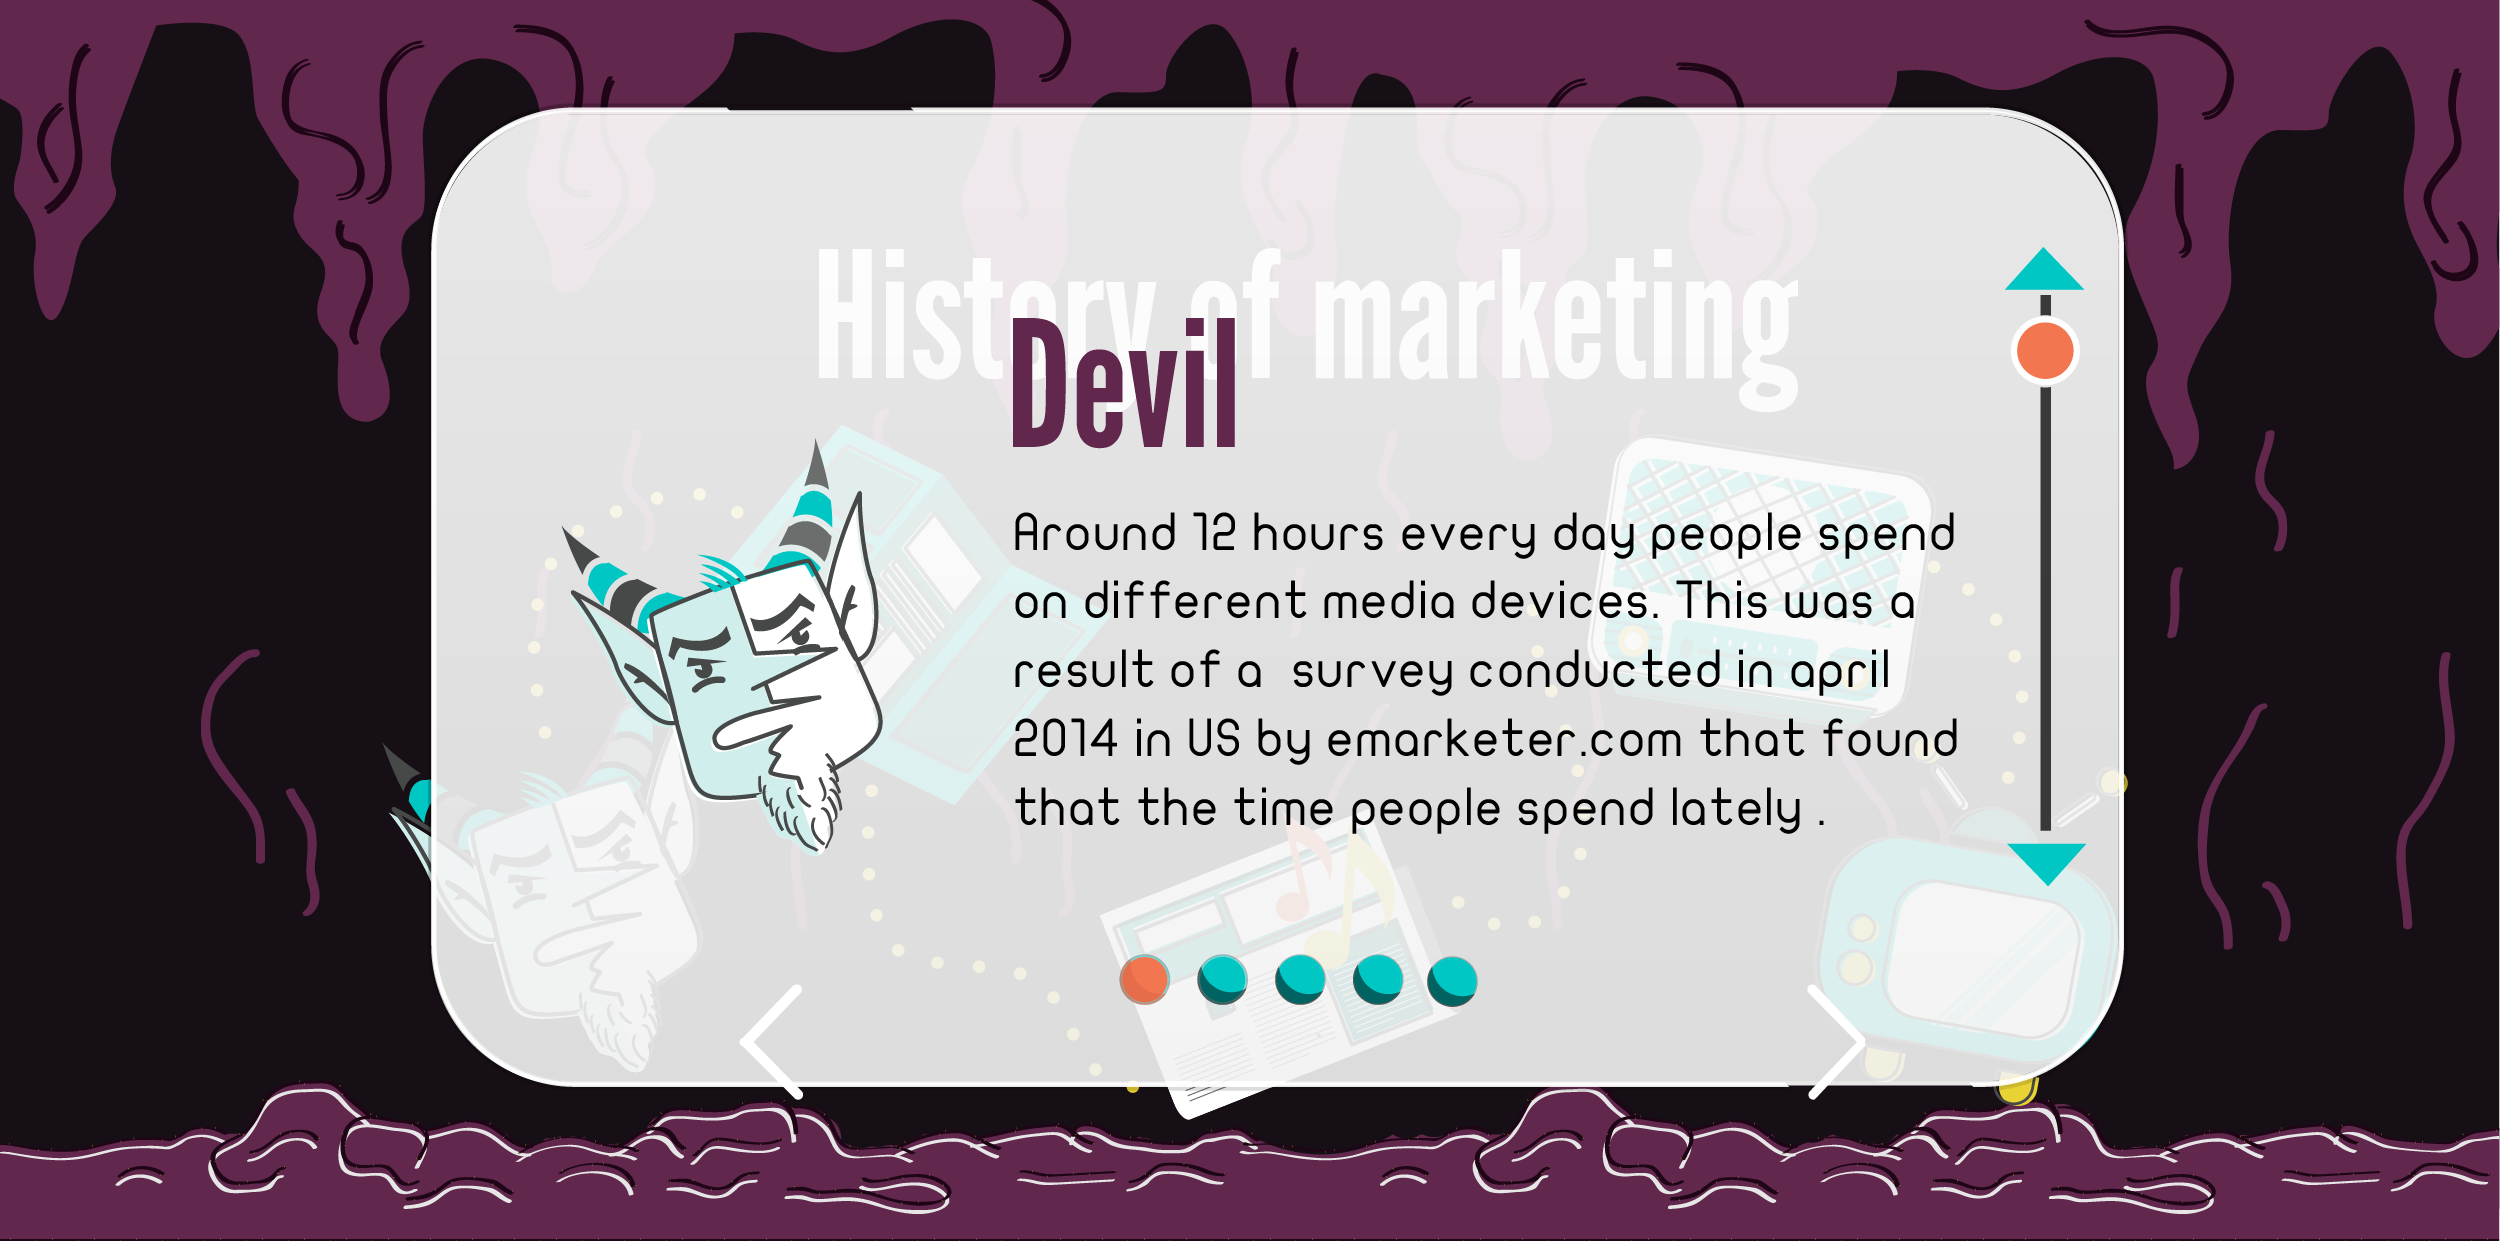 History of marketing
Devil
Around 12 hours every day people spend
on different media devices. This was a
result of a  survey conducted in april
2014 in US by emarketer.com that found
that the time people spend lately .